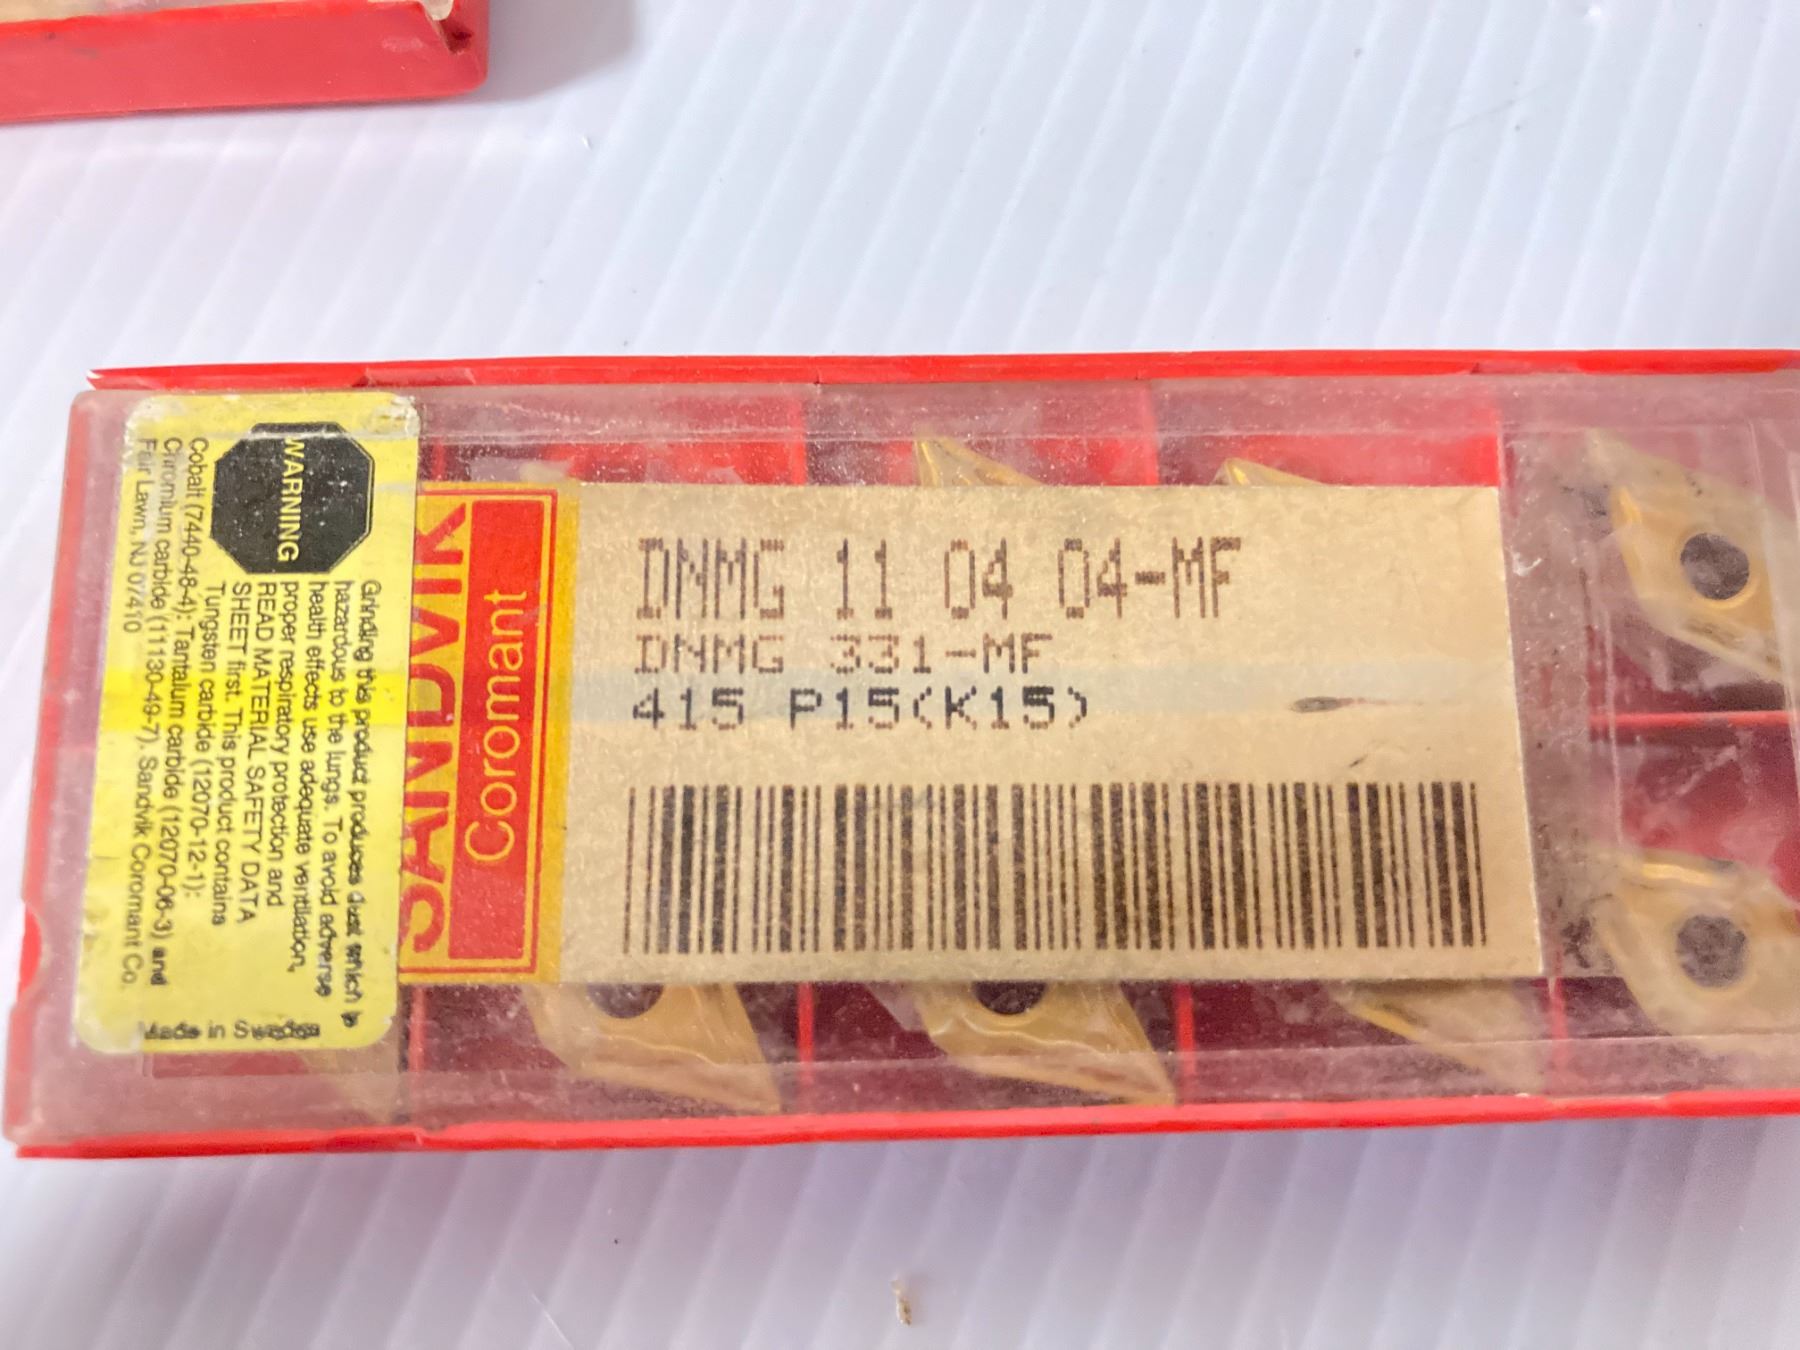 WARNING
Grinding this product produces dust which is
hazardous to the lungs. To avoid adverse
health effects use adequate ventilation,
proper respiratory protection and
READ MATERIAL SAFETY DATA
SHEET first. This product contains
Tungsten carbide (12070-12-1):
Cobalt (7440-48-4): Tantalum carbide (12070-06-3) and
Chromium carbide (11130-49-7). Sandvik Coromant Co.
Fair Lawn, NJ 07410
Made in Sweden
SANDVIK
Coromant
DNMG 11 04 04-MF
DNMG 331-MF
415 P15(K15)